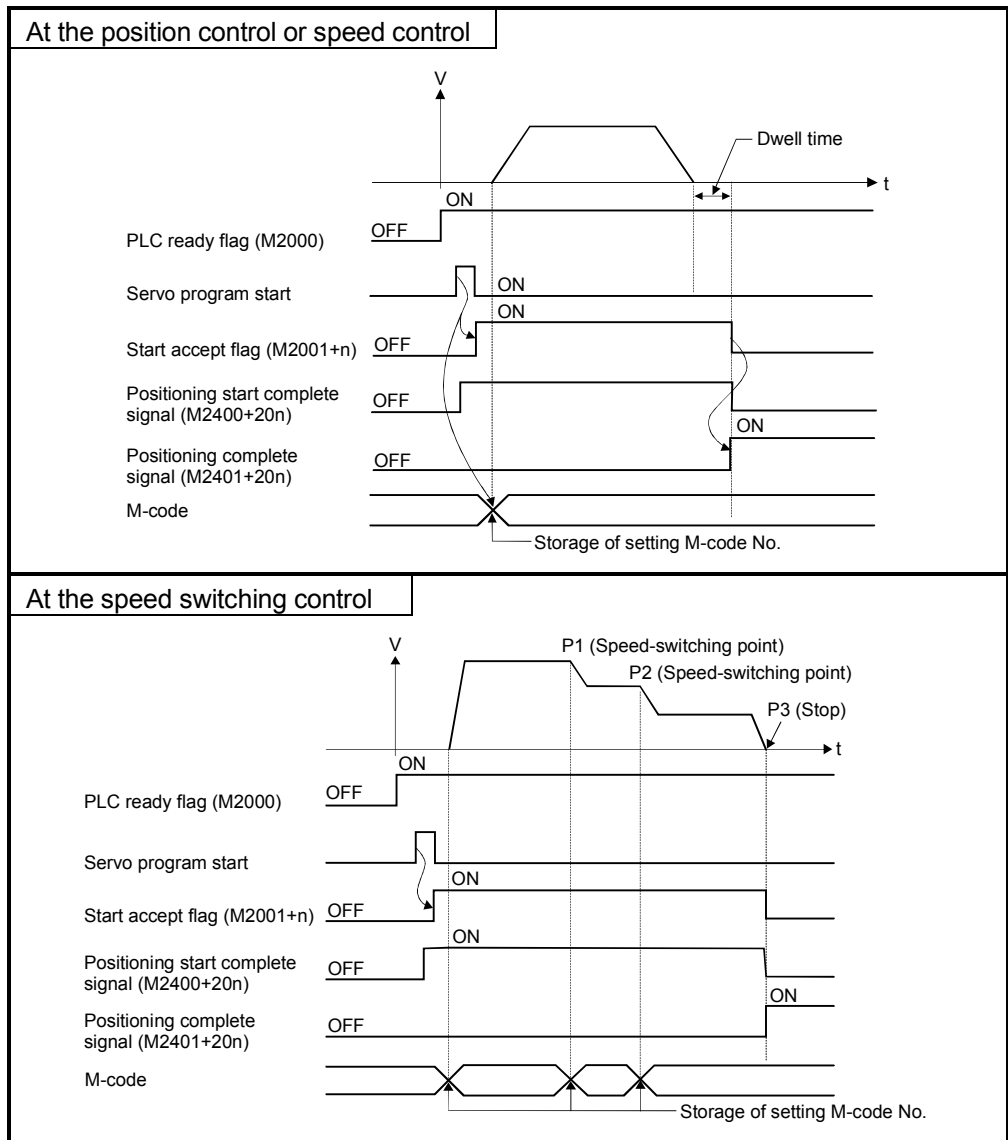 At the position control or speed control
V
Dwell time
t
ON
OFF
PLC ready flag (M2000)
Servo program start
ON
ON
Start accept flag (M2001+n)
OFF
Positioning start complete
signal (M2400+20n)
OFF
ON
Positioning complete
signal (M2401+20n)
OFF
M-code
Storage of setting M-code No.
At the speed switching control
V
P1 (Speed-switching point)
P2 (Speed-switching point)
P3 (Stop)
t
ON
OFF
PLC ready flag (M2000)
Servo program start
ON
Start accept flag (M2001+n)
OFF
ON
Positioning start complete
signal (M2400+20n)
OFF
ON
Positioning complete
signal (M2401+20n)
OFF
M-code
Storage of setting M-code No.